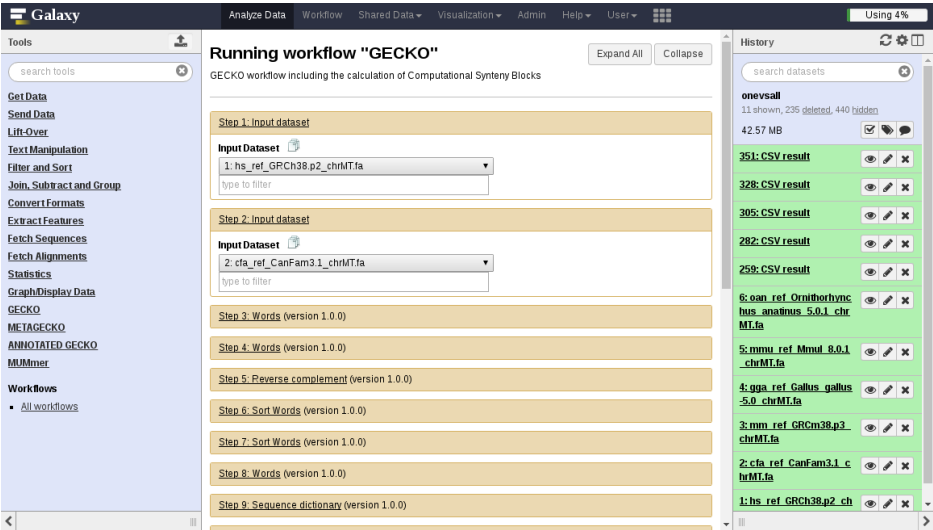 Galaxy
Analyze Data Workflow Shared Data Visualization Admin Help User
Using 4%
Tools
search tools
Get Data
Send Data
Lift-Over
Text Manipulation
Filter and Sort
Join, Subtract and Group
Convert Formats
Extract Features
Fetch Sequences
Fetch Alignments
Statistics
Graph/Display Data
GECKO
METAGECKO
ANNOTATED GECKO
MUMmer
Workflows
All workflows
Running workflow "GECKO"
Expand All Collapse
GECKO workflow including the calculation of Computational Synteny Blocks
Step 1: Input dataset
Input Dataset
1: hs_ref_GRCh38.p2_chrMT.fa
type to filter
Step 2: Input dataset
Input Dataset
2: cfa_ref_CanFam3.1_chrMT.fa
type to filter
Step 3: Words (version 1.0.0)
Step 4: Words (version 1.0.0)
Step 5: Reverse complement (version 1.0.0)
Step 6: Sort Words (version 1.0.0)
Step 7: Sort Words (version 1.0.0)
Step 8: Words (version 1.0.0)
Step 9: Sequence dictionary (version 1.0.0)
History
search datasets
onevsall
11 shown, 235 deleted, 440 hidden
42.57 MB
351: CSV result
328: CSV result
305: CSV result
282: CSV result
259: CSV result
6: oan_ref_Ornithorhync
hus_anatinus_5.0.1_chr
MT.fa
5: mmu_ref_Mmul_8.0.1
_chrMT.fa
4: gga_ref_Gallus_gallus
-5.0_chrMT.fa
3: mm_ref_GRCm38.p3_
chrMT.fa
2: cfa_ref_CanFam3.1_c
hrMT.fa
1: hs_ref_GRCh38.p2_ch